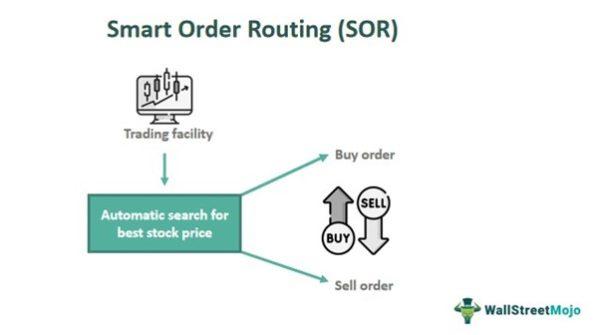 Smart Order Routing (SOR)
Trading facility
Buy order
Automatic search for
best stock price
SELL
BUY
Sell order
WallStreetMojo